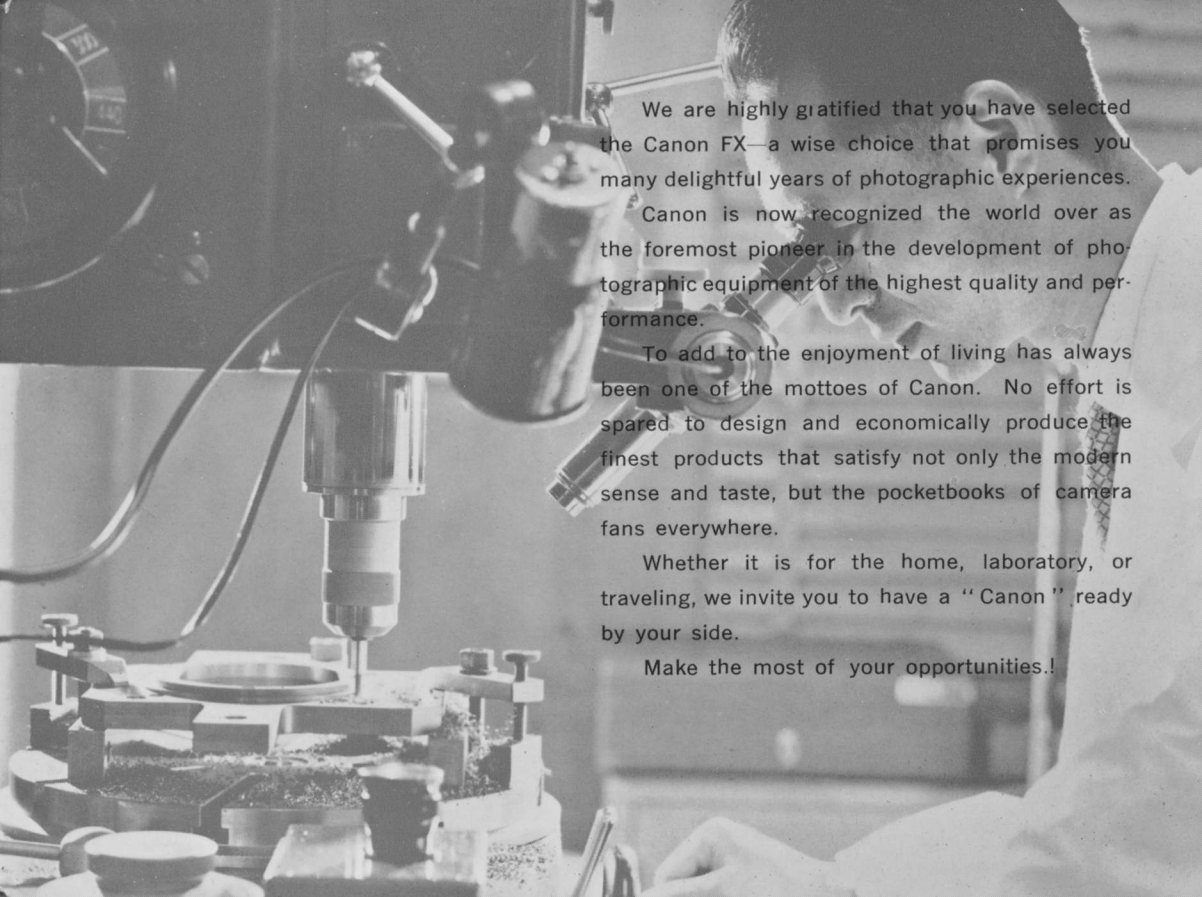 We are highly gratified that you have selected
the Canon FX—a wise choice that promises you
many delightful years of photographic experiences.
Canon is now recognized the world over as
the foremost pioneer in the development of pho-
tographic equipment of the highest quality and per-
formance.
To add to the enjoyment of living has always
been one of the mottoes of Canon. No effort is
spared to design and economically produce the
finest products that satisfy not only the modern
sense and taste, but the pocketbooks of camera
fans everywhere.
Whether it is for the home, laboratory, or
traveling, we invite you to have a “Canon” ready
by your side.
Make the most of your opportunities.!